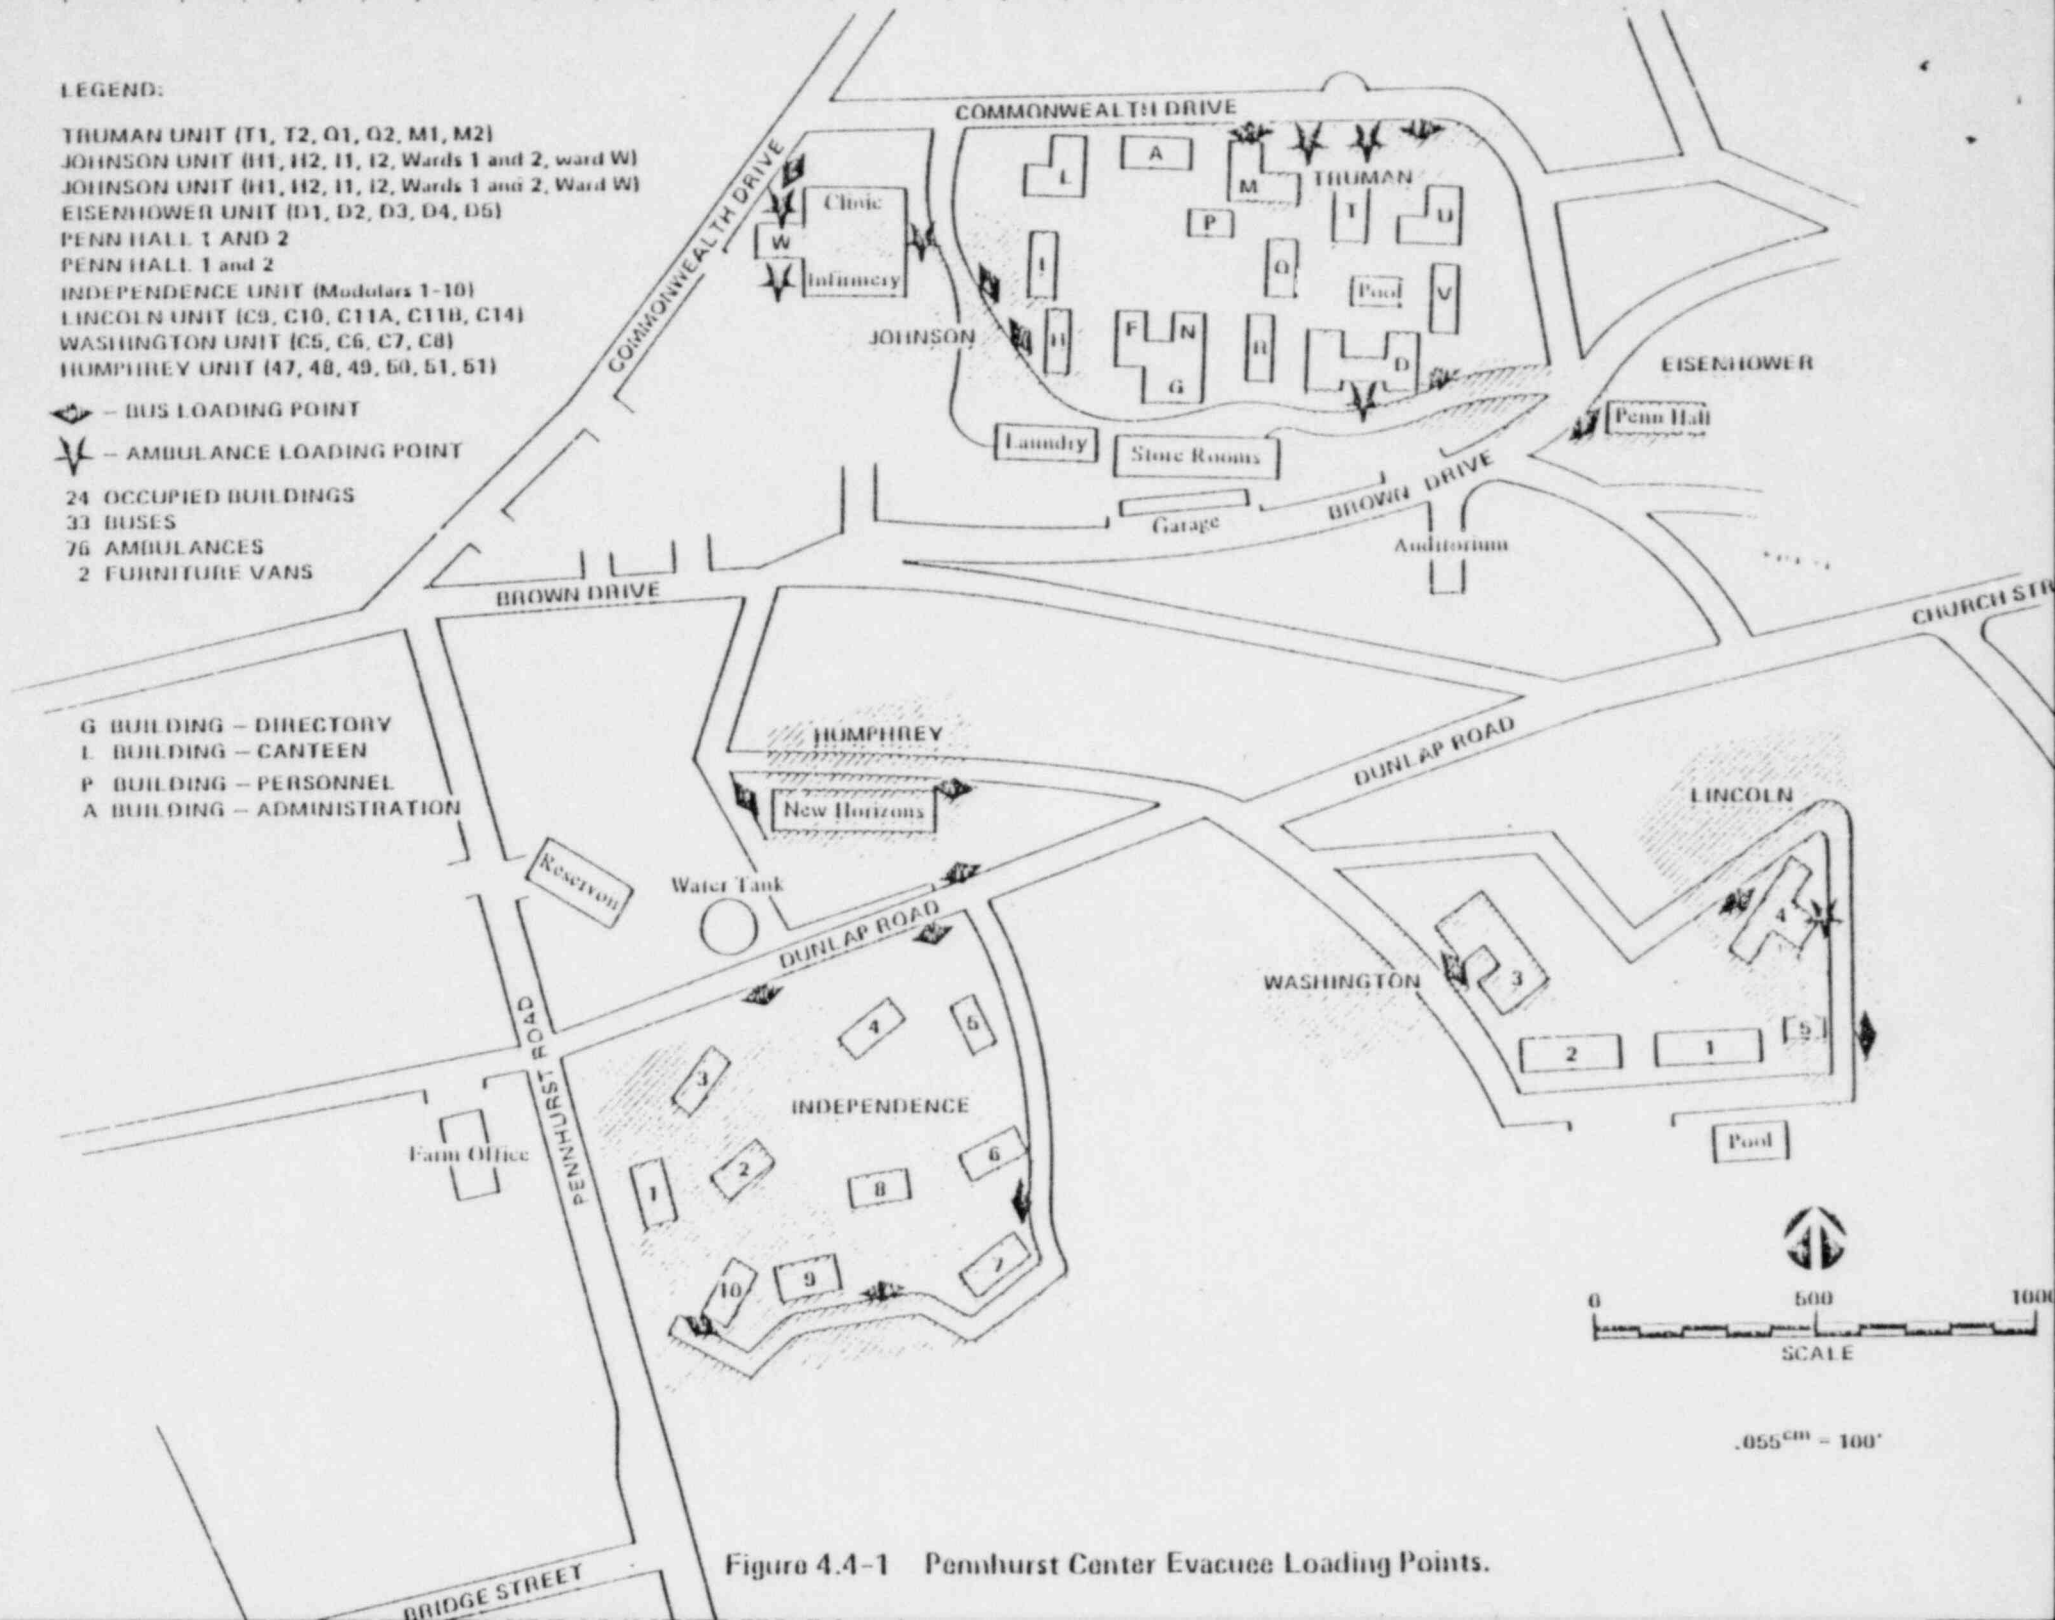 LEGEND:
TRUMAN UNIT (T1, T2, Q1, Q2, M1, M2)
JOHNSON UNIT (H1, H2, I1, I2, Wards 1 and 2, ward W)
JOHNSON UNIT (H1, H2, I1, I2, Wards 1 and 2, Ward W)
EISENHOWER UNIT (D1, D2, D3, D4, D5)
PENN HALL 1 AND 2
PENN HALL 1 and 2
INDEPENDENCE UNIT (Modulars 1-10)
LINCOLN UNIT (C9, C10, C11A, C11B, C14)
WASHINGTON UNIT (C5, C6, C7, C8)
HUMPHREY UNIT (47, 48, 49, 50, 51, 51)
– BUS LOADING POINT
– AMBULANCE LOADING POINT
24 OCCUPIED BUILDINGS
33 BUSES
76 AMBULANCES
2 FURNITURE VANS
G BUILDING – DIRECTORY
L BUILDING – CANTEEN
P BUILDING – PERSONNEL
A BUILDING – ADMINISTRATION
COMMONWEALTH DRIVE
COMMONWEALTH DRIVE
Clinic
W
Infirmery
L
A
M
TRUMAN
P
T
U
I
Q
Pool
V
JOHNSON
H
F
N
G
R
D
EISENHOWER
Penn Hall
Laundry
Store Rooms
Garage
BROWN DRIVE
Auditorium
BROWN DRIVE
CHURCH STR
HUMPHREY
New Horizons
DUNLAP ROAD
LINCOLN
Reservon
Water Tank
DUNLAP ROAD
WASHINGTON
4
3
2
1
5
Pool
PENNHURST ROAD
Farm Office
INDEPENDENCE
4
5
3
2
1
8
6
7
9
10
0
500
1000
SCALE
.055cm – 100'
BRIDGE STREET
Figure 4.4-1 Pennhurst Center Evacuee Loading Points.